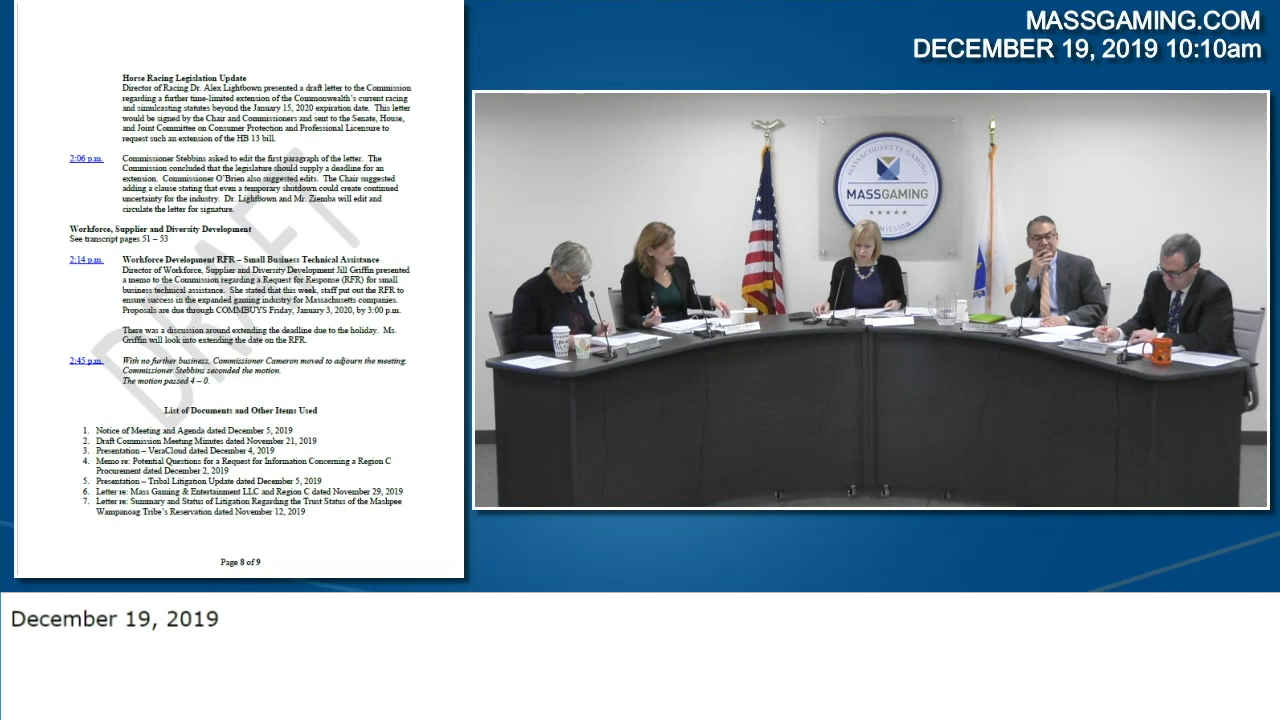 MASSGAMING.COM
DECEMBER 19, 2019 10:10am
Horse Racing Legislation Update
Director of Racing Dr. Alex Lightbown presented a draft letter to the Commission
regarding a further time-limited extension of the Commonwealth's current racing
and simulcasting statutes beyond the January 15, 2020 expiration date. This letter
would be signed by the Chair and Commissioners and sent to the Senate, House,
and Joint Committee on Consumer Protection and Professional Licensure to
request such an extension of the HB 13 bill.
2:06 p.m. Commissioner Stebbins asked to edit the first paragraph of the letter. The
Commission concluded that the legislature should supply a deadline for an
extension. Commissioner O'Brien also suggested edits. The Chair suggested
adding a clause stating that even a temporary shutdown could create continued
uncertainty for the industry. Dr. Lightbown and Mr. Ziemba will edit and
circulate the letter for signature.
Workforce, Supplier and Diversity Development
See transcript pages 51 – 53
2:14 p.m. Workforce Development RFR – Small Business Technical Assistance
Director of Workforce, Supplier and Diversity Development Jill Griffin presented
a memo to the Commission regarding a Request for Response (RFR) for small
business technical assistance. She stated that this week, staff put out the RFR to
ensure success in the expanded gaming industry for Massachusetts companies.
Proposals are due through COMMBUYS Friday, January 3, 2020, by 3:00 p.m.
There was a discussion around extending the deadline due to the holiday. Ms.
Griffin will look into extending the date on the RFR.
2:45 p.m. With no further business, Commissioner Cameron moved to adjourn the meeting.
Commissioner Stebbins seconded the motion.
The motion passed 4 – 0.
List of Documents and Other Items Used
1. Notice of Meeting and Agenda dated December 5, 2019
2. Draft Commission Meeting Minutes dated November 21, 2019
3. Presentation – VeraCloud dated December 4, 2019
4. Memo re: Potential Questions for a Request for Information Concerning a Region C
Procurement dated December 2, 2019
5. Presentation – Tribal Litigation Update dated December 5, 2019
6. Letter re: Mass Gaming & Entertainment LLC and Region C dated November 29, 2019
7. Letter re: Summary and Status of Litigation Regarding the Trust Status of the Mashpee
Wampanoag Tribe's Reservation dated November 12, 2019
Page 8 of 9
DRAFT
MASSACHUSETTS GAMING
MASSGAMING
COMMISSION
December 19, 2019